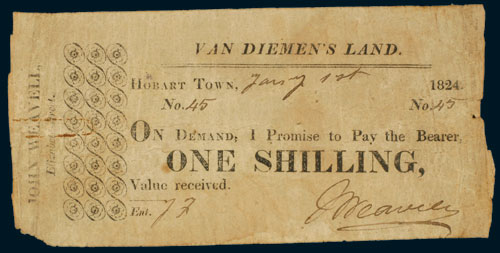 VAN DIEMEN'S LAND.
HOBART TOWN, Jan'y 1st 1824
No. 45 No. 45
ON DEMAND, I Promise to Pay the Bearer,
ONE SHILLING,
Value received.
Ent. 73
J Weavell
JOHN WEAVELL,